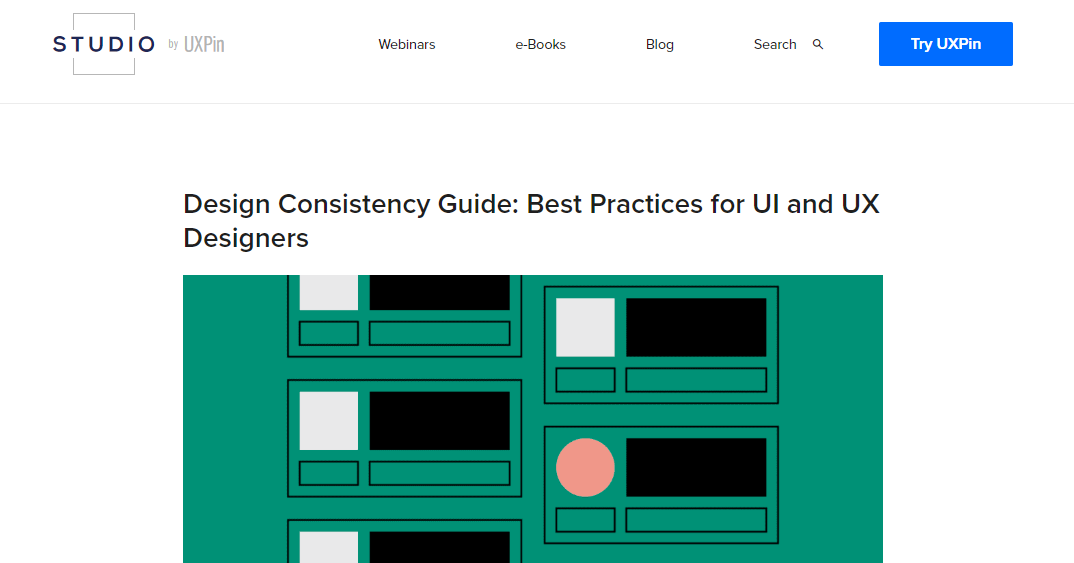 STUDIO by UXPin
Webinars
e-Books
Blog
Search
Try UXPin
Design Consistency Guide: Best Practices for UI and UX
Designers